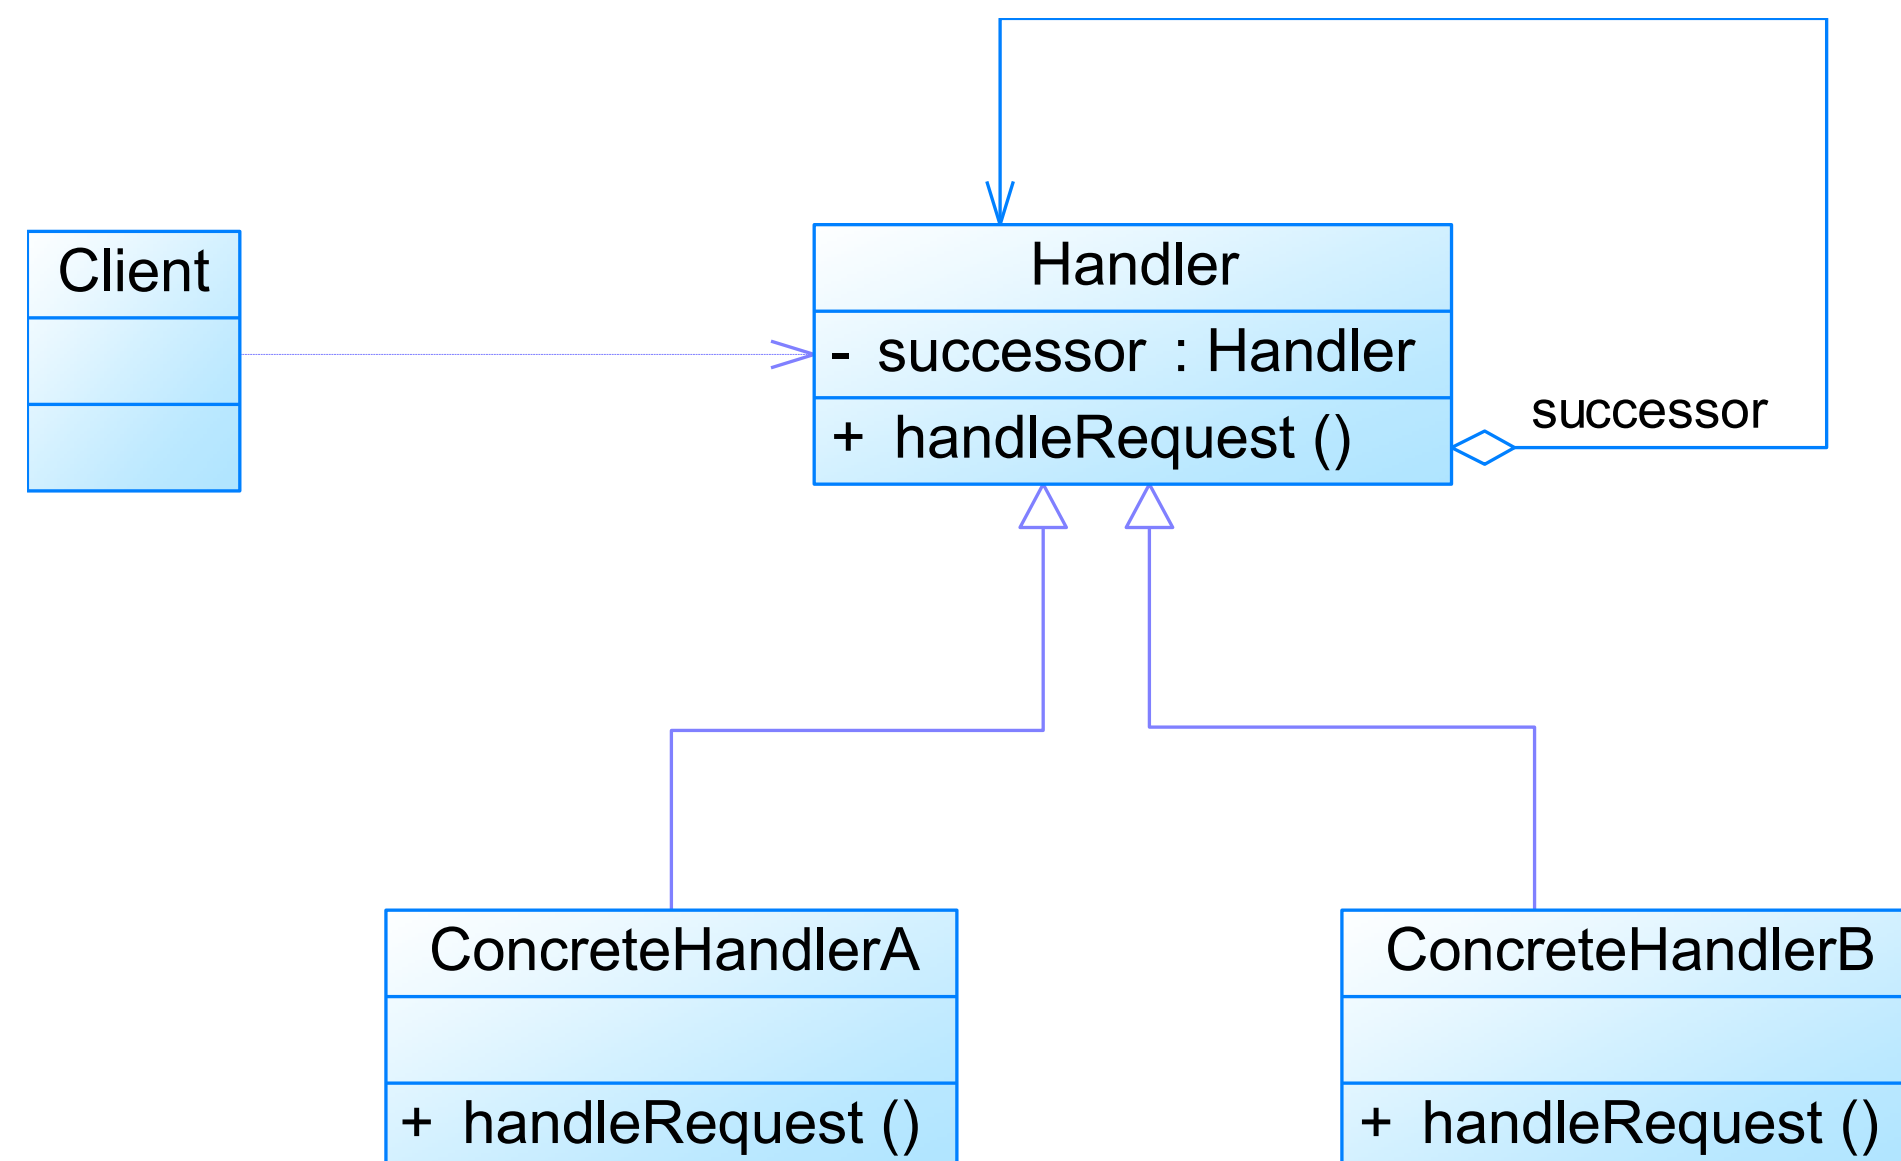 Client
Handler
- successor : Handler
+ handleRequest ()
successor
ConcreteHandlerA
+ handleRequest ()
ConcreteHandlerB
+ handleRequest ()